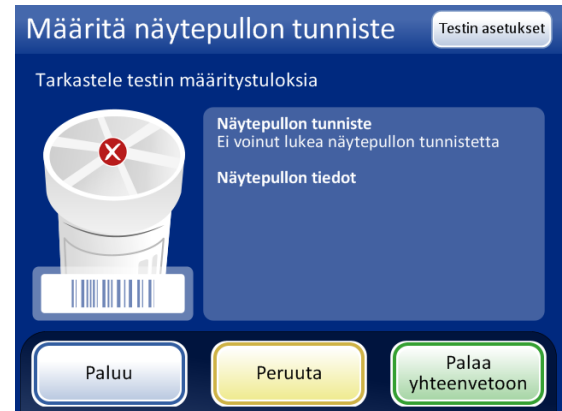 Määritä näytepullon tunniste
Testin asetukset
Tarkastele testin määritystuloksia
Näytepullon tunniste
Ei voinut lukea näytepullon tunnistetta
Näytepullon tiedot
Paluu
Peruuta
Palaa
yhteenvetoon